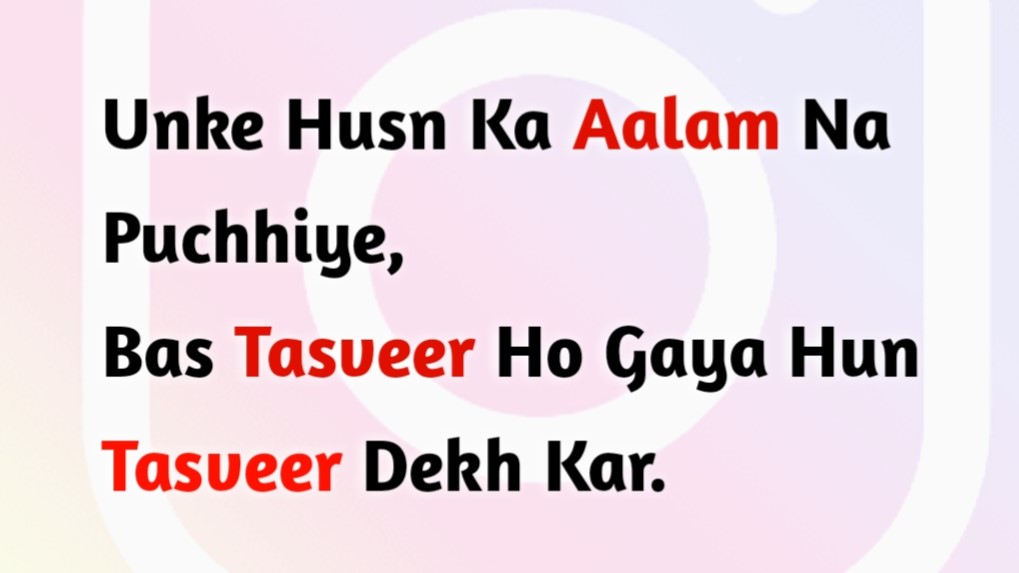 Unke Husn Ka Aalam Na
Puchhiye,
Bas Tasveer Ho Gaya Hun
Tasveer Dekh Kar.